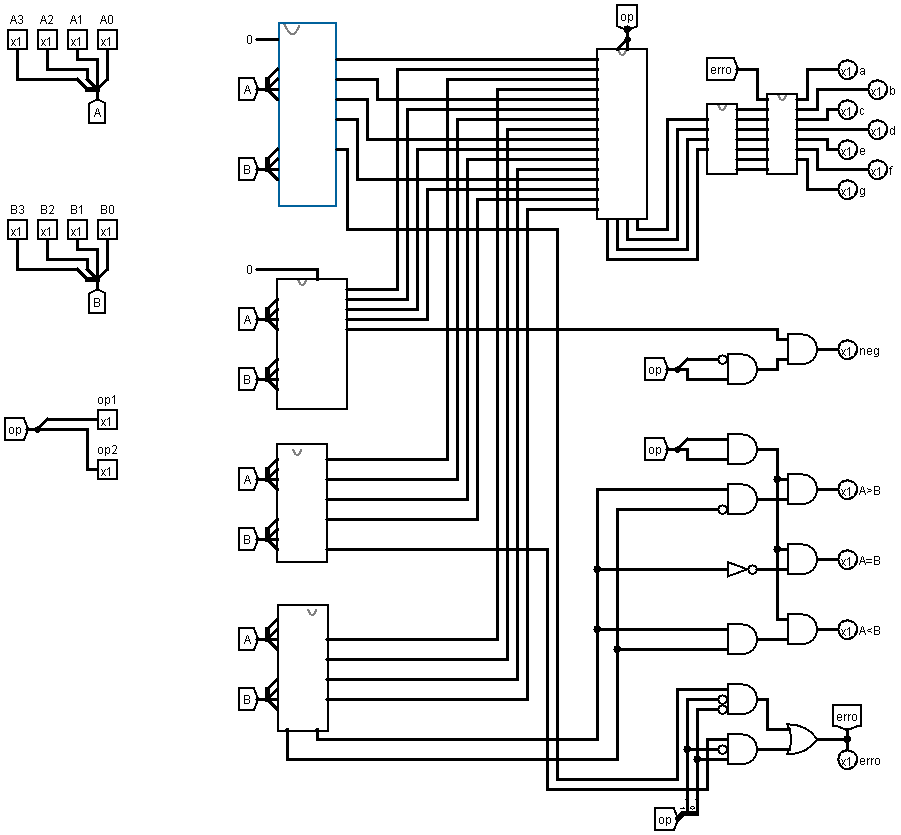 A3 A2 A1 A0
x1 x1 x1 x1
A
B3 B2 B1 B0
x1 x1 x1 x1
B
op
op1
x1
op2
x1
0
A
B
0
A
B
A
B
A
B
op
erro
x1 a
x1 b
x1 c
x1 d
x1 e
x1 f
x1 g
op
x1 neg
op
x1 A>B
x1 A=B
x1 A<B
erro
x1 erro
op